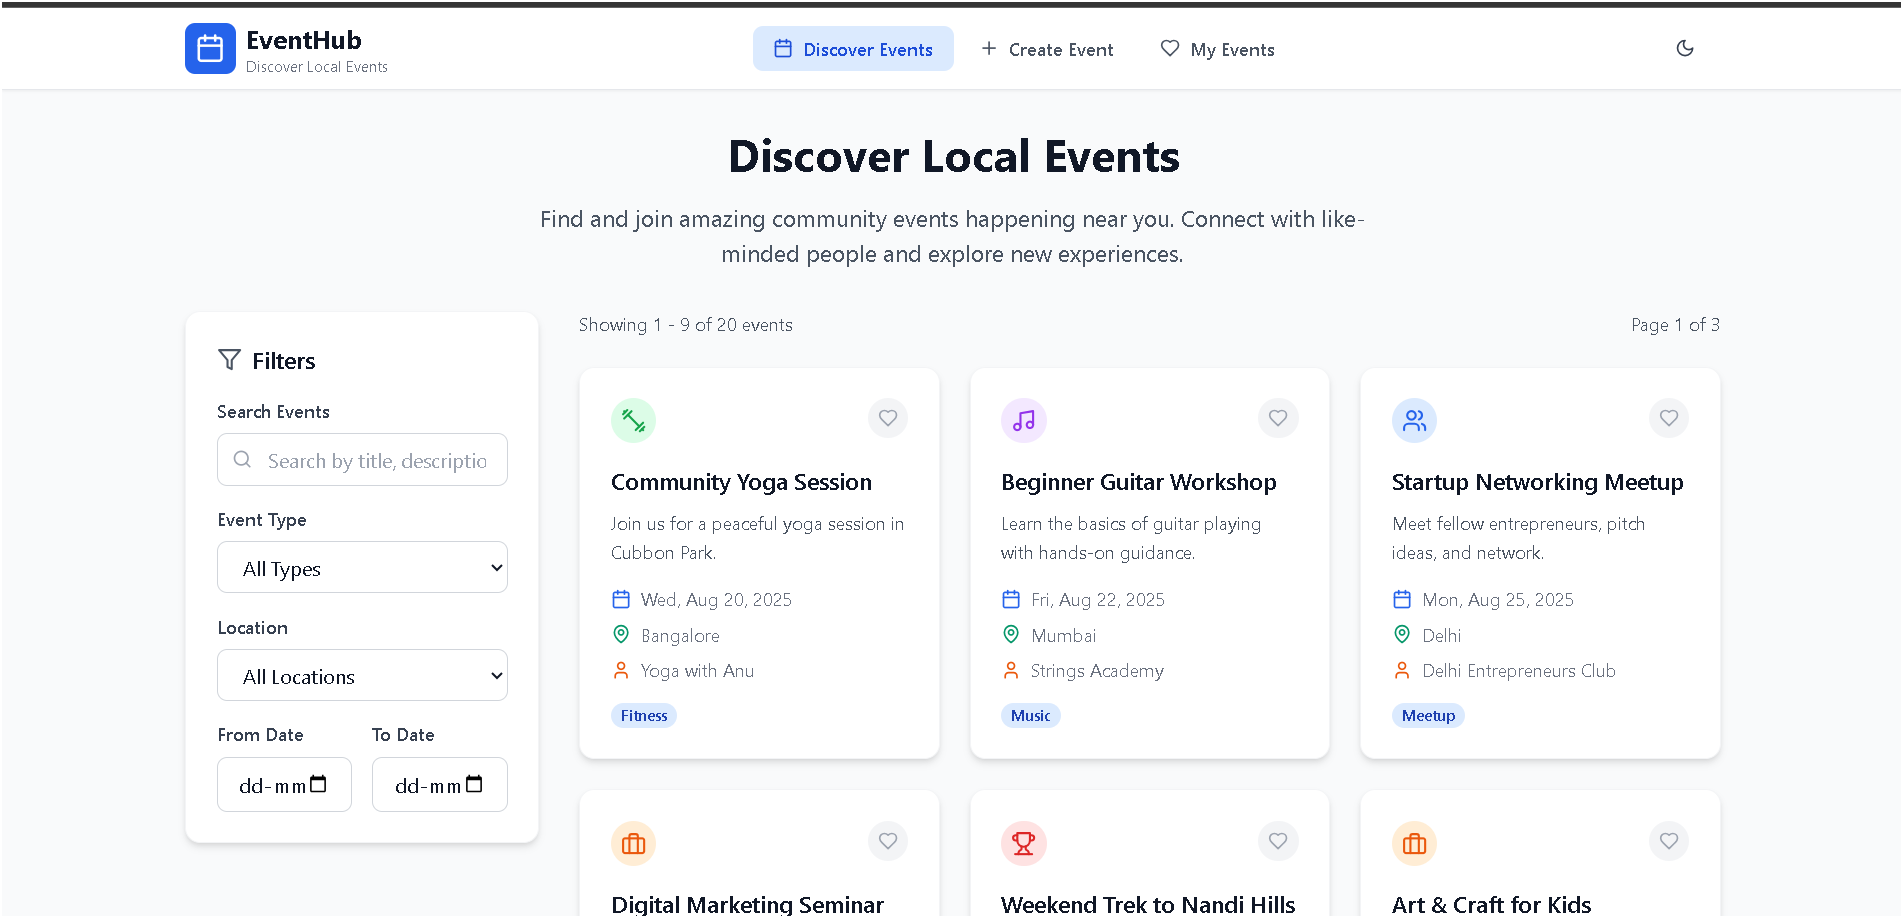 EventHub
Discover Local Events
Discover Events
Create Event
My Events
Discover Local Events
Find and join amazing community events happening near you. Connect with like-
minded people and explore new experiences.
Filters
Search Events
Search by title, descriptio
Event Type
All Types
Location
All Locations
From Date
To Date
dd-mm
dd-mm
Showing 1 - 9 of 20 events
Page 1 of 3
Community Yoga Session
Join us for a peaceful yoga session in
Cubbon Park.
Wed, Aug 20, 2025
Bangalore
Yoga with Anu
Fitness
Beginner Guitar Workshop
Learn the basics of guitar playing
with hands-on guidance.
Fri, Aug 22, 2025
Mumbai
Strings Academy
Music
Startup Networking Meetup
Meet fellow entrepreneurs, pitch
ideas, and network.
Mon, Aug 25, 2025
Delhi
Delhi Entrepreneurs Club
Meetup
Digital Marketing Seminar
Weekend Trek to Nandi Hills
Art & Craft for Kids